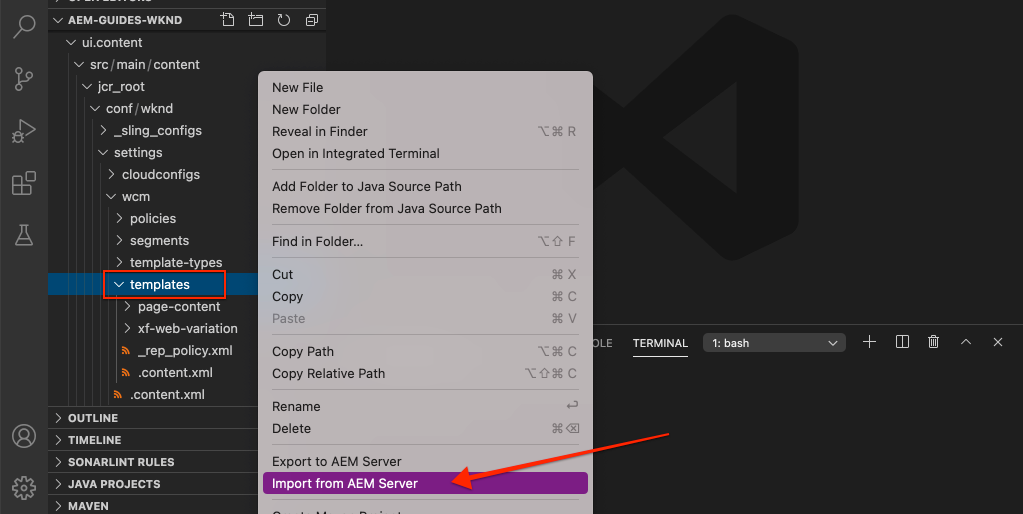 AEM-GUIDES-WKND
ui.content
src/main/content
jcr_root
conf/wknd
_sling_configs
settings
cloudconfigs
wcm
policies
segments
template-types
templates
page-content
xf-web-variation
_rep_policy.xml
.content.xml
.content.xml
OUTLINE
TIMELINE
SONARLINT RULES
JAVA PROJECTS
MAVEN
New File
New Folder
Reveal in Finder ⌥⌘ R
Open in Integrated Terminal
Add Folder to Java Source Path
Remove Folder from Java Source Path
Find in Folder... ⌥⇧ F
Cut ⌘ X
Copy ⌘ C
Paste ⌘ V
Copy Path ⌥⌘ C
Copy Relative Path ⌥⇧⌘ C
Rename ↩
Delete ⌘⌫
Export to AEM Server
Import from AEM Server
OLE TERMINAL 1: bash